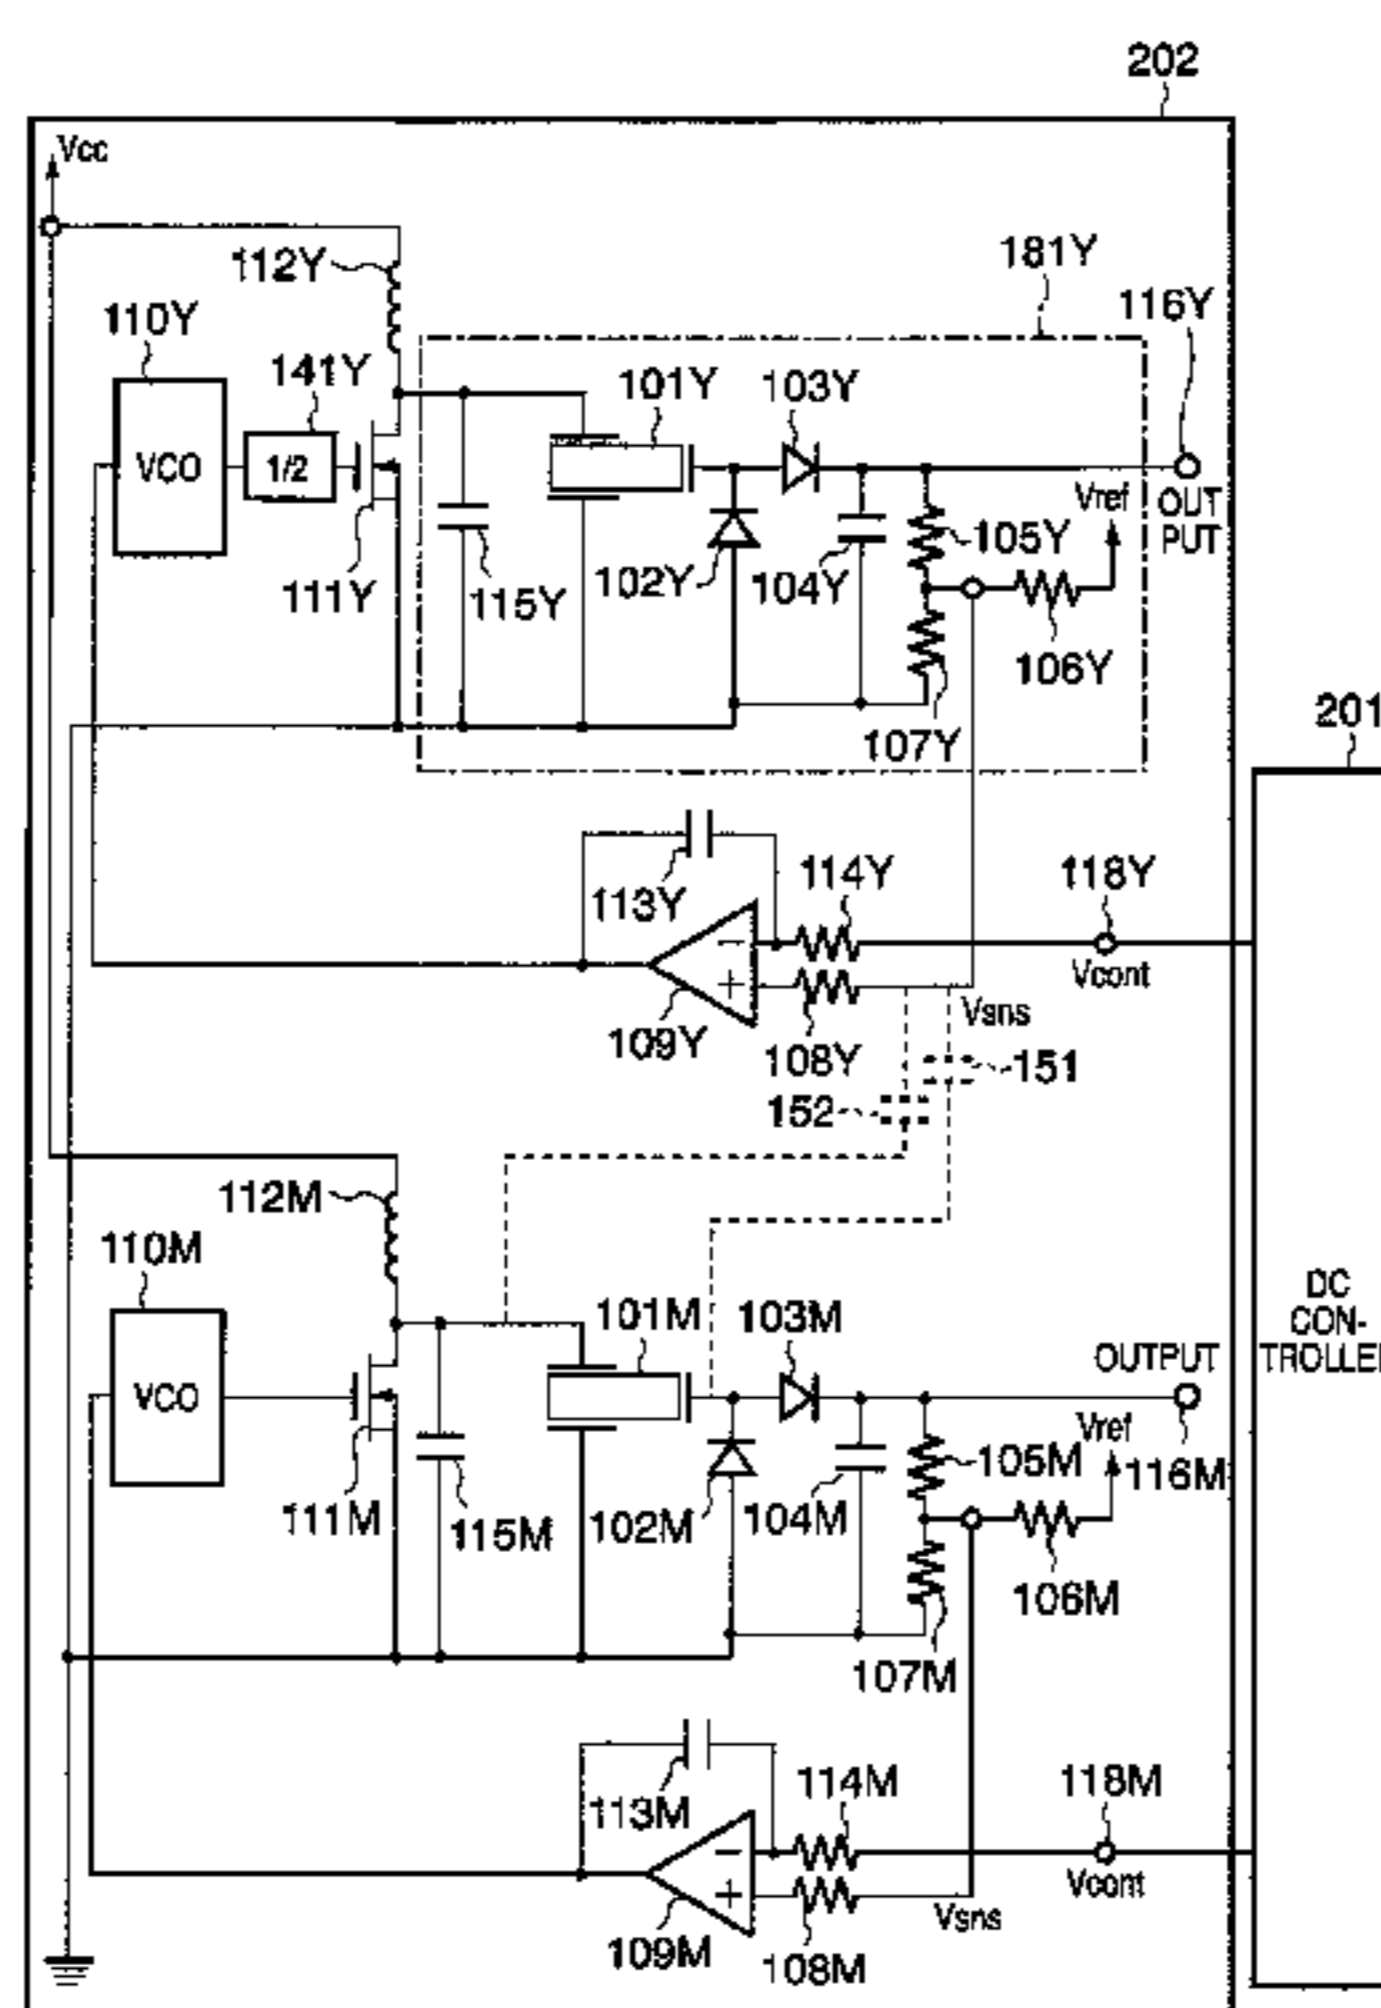 202
Vcc
112Y
181Y
110Y
116Y
141Y
101Y
103Y
VCO
1/2
Vref
OUT
PUT
105Y
111Y
115Y
102Y
104Y
106Y
107Y
201
113Y
114Y
118Y
−
+
Vcont
109Y
108Y
Vsns
151
152
112M
110M
101M
103M
DC
CON-
TROLLER
OUTPUT
VCO
Vref
105M
116M
111M
115M
102M
104M
106M
107M
113M
114M
118M
−
+
Vcont
109M
108M
Vsns